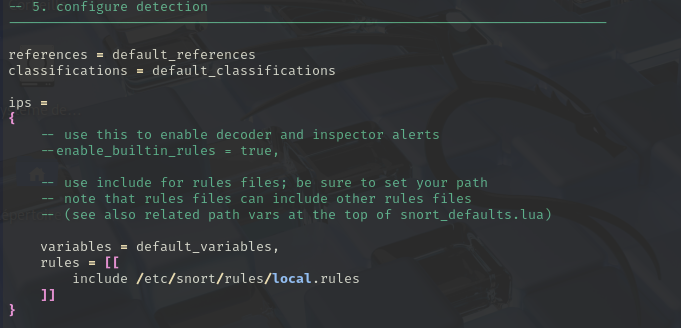 -- 5. configure detection
---------------------------------------------------------------------------
references = default_references
classifications = default_classifications
ips =
{
-- use this to enable decoder and inspector alerts
--enable_builtin_rules = true,
-- use include for rules files; be sure to set your path
-- note that rules files can include other rules files
-- (see also related path vars at the top of snort_defaults.lua)
variables = default_variables,
rules = [[
include /etc/snort/rules/local.rules
]]
}